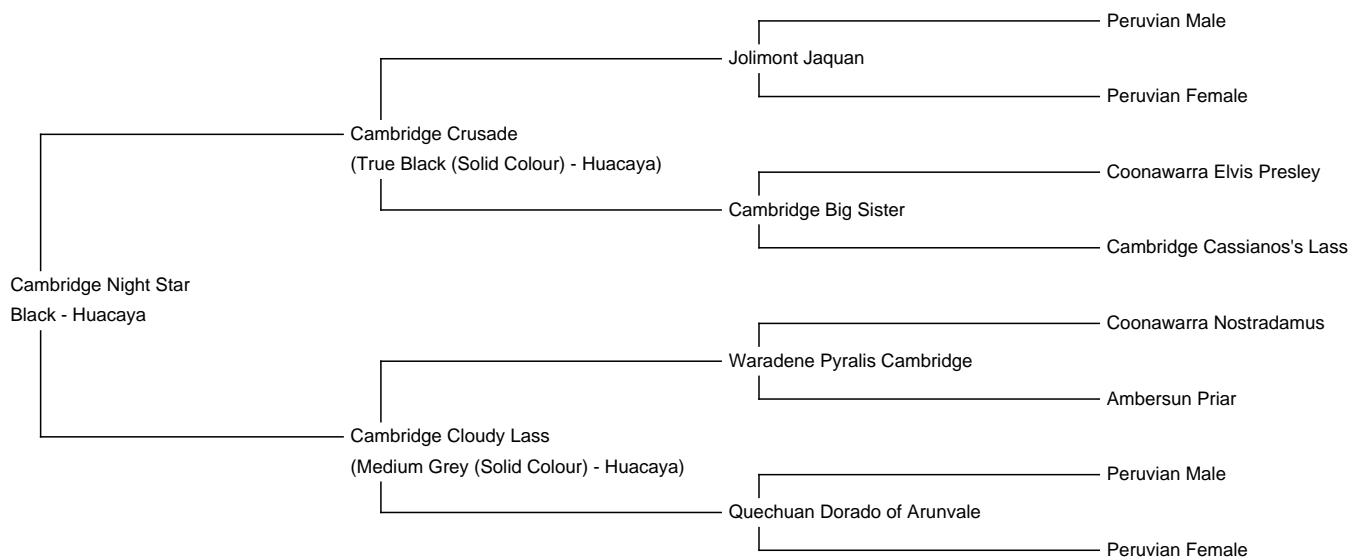 Peruvian Male
Jolimont Jaquan
Peruvian Female
Cambridge Crusade
(True Black (Solid Colour) - Huacaya)
Coonawarra Elvis Presley
Cambridge Big Sister
Cambridge Cassianos's Lass
Cambridge Night Star
Black - Huacaya
Coonawarra Nostradamus
Waradene Pyralis Cambridge
Ambersun Priar
Cambridge Cloudy Lass
(Medium Grey (Solid Colour) - Huacaya)
Peruvian Male
Quechuan Dorado of Arunvale
Peruvian Female